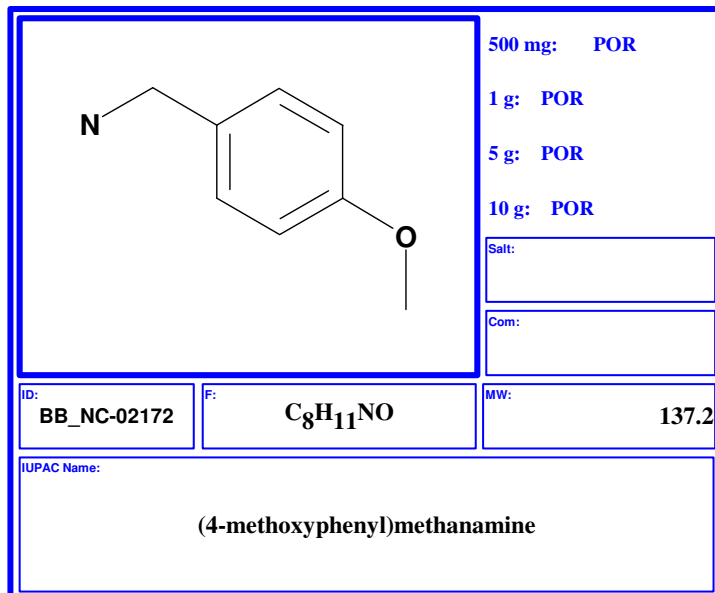 N
O
500 mg: POR
1 g: POR
5 g: POR
10 g: POR
Salt:
Com:
ID:
BB_NC-02172
F:
C8H11NO
MW:
137.2
IUPAC Name:
(4-methoxyphenyl)methanamine